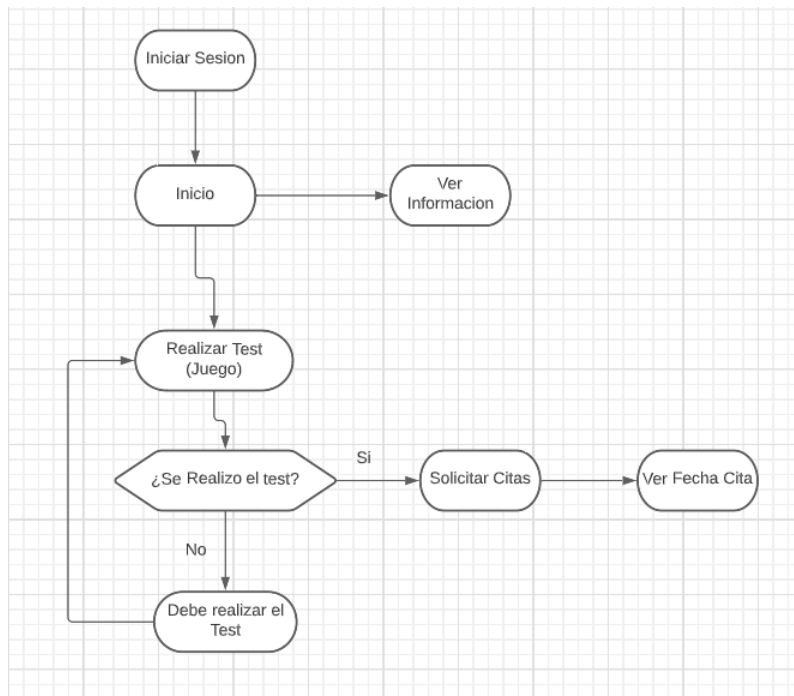 Iniciar Sesion
Inicio
Ver
Informacion
Realizar Test
(Juego)
¿Se Realizo el test?
Si
Solicitar Citas
Ver Fecha Cita
No
Debe realizar el
Test